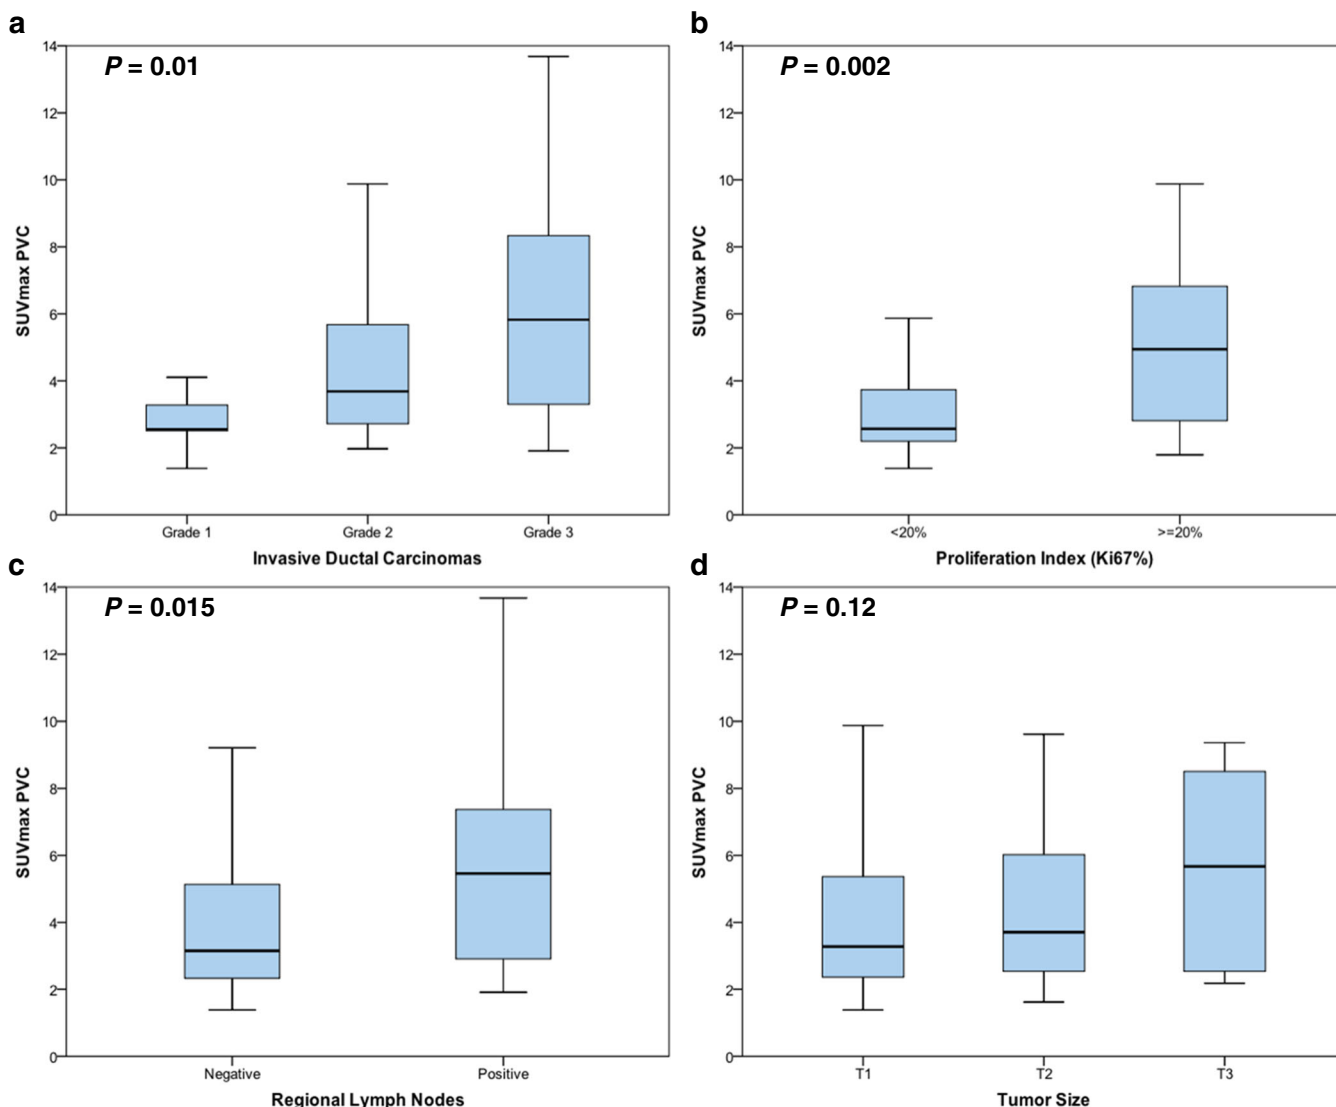 a
P = 0.01
SUVmax PVC
14
12
10
8
6
4
2
0
Grade 1 Grade 2 Grade 3
Invasive Ductal Carcinomas
b
P = 0.002
SUVmax PVC
14
12
10
8
6
4
2
0
<20% >=20%
Proliferation Index (Ki67%)
c
P = 0.015
SUVmax PVC
14
12
10
8
6
4
2
0
Negative Positive
Regional Lymph Nodes
d
P = 0.12
SUVmax PVC
14
12
10
8
6
4
2
0
T1 T2 T3
Tumor Size